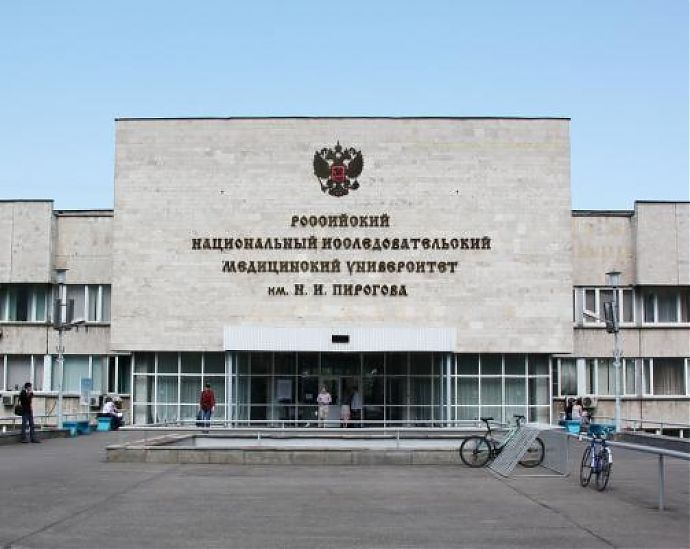 РОССИЙСКИЙ
НАЦИОНАЛЬНЫЙ ИССЛЕДОВАТЕЛЬСКИЙ
МЕДИЦИНСКИЙ УНИВЕРСИТЕТ
ИМ. Н. И. ПИРОГОВА